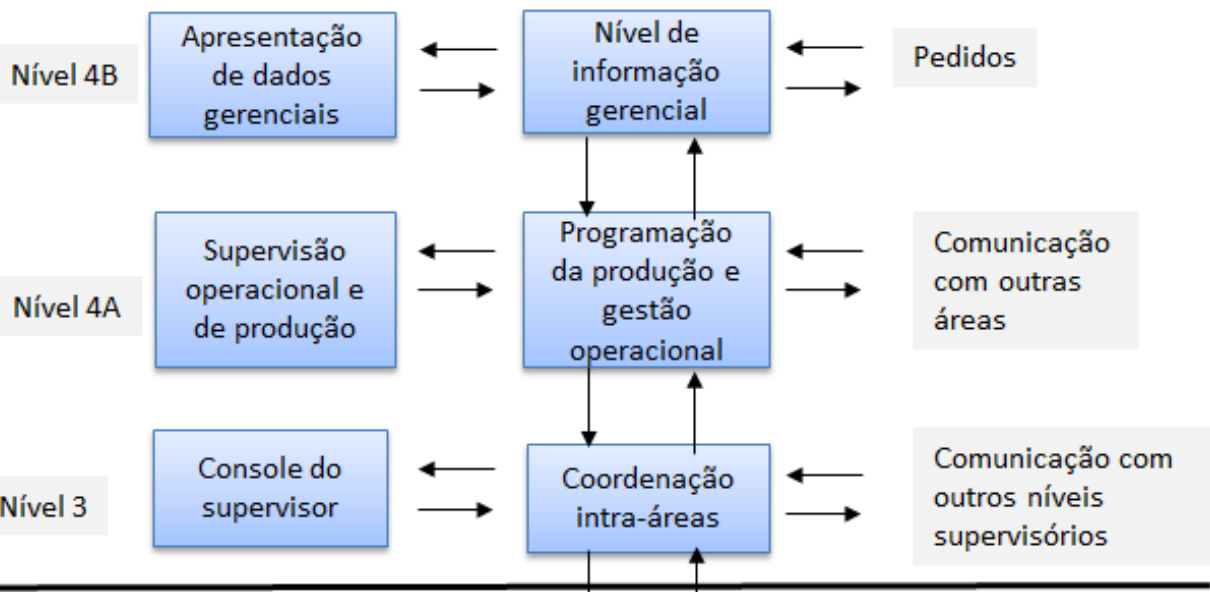 Nível 4B
Apresentação
de dados
gerenciais
Nível de
informação
gerencial
Pedidos
Nível 4A
Supervisão
operacional e
de produção
Programação
da produção e
gestão
operacional
Comunicação
com outras
áreas
Nível 3
Console do
supervisor
Coordenação
intra-áreas
Comunicação com
outros níveis
supervisórios